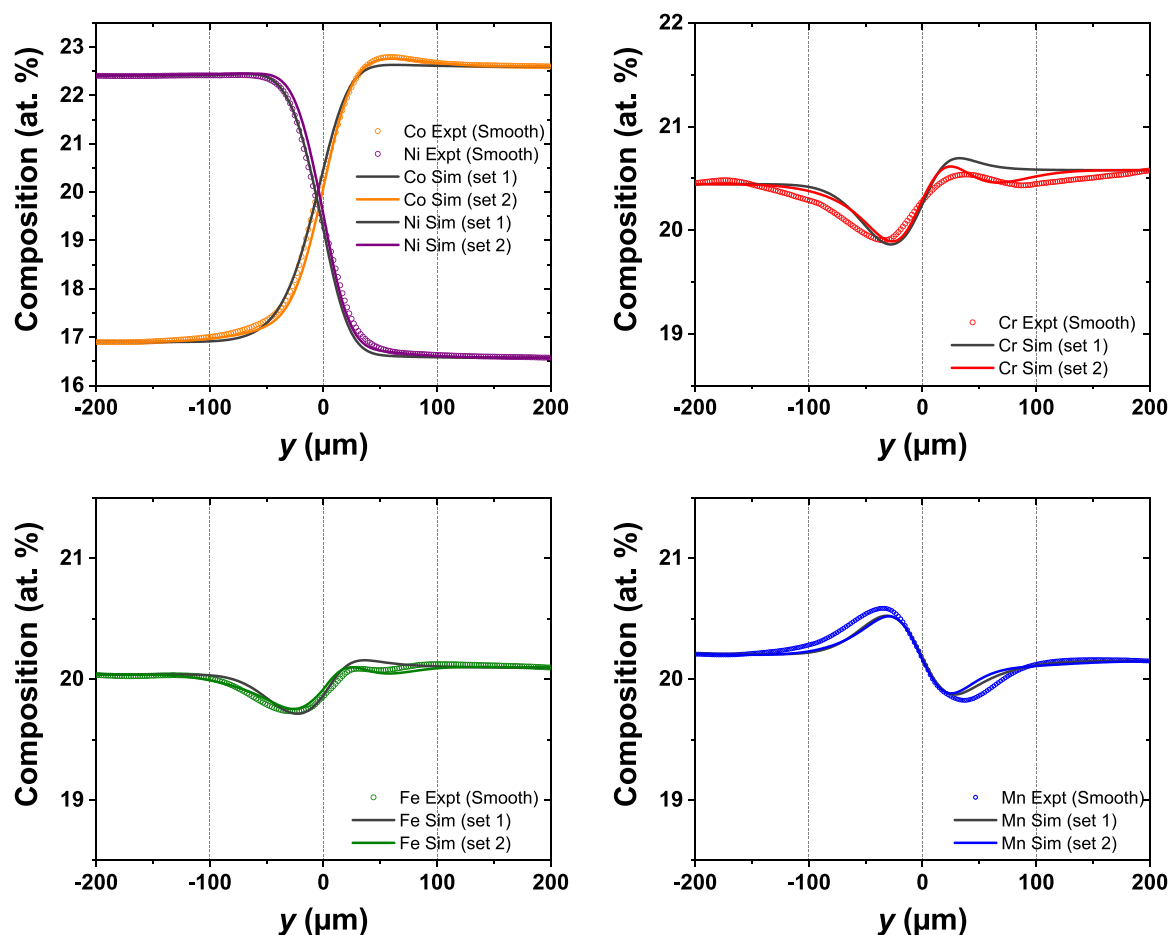 Composition (at. %)
23
22
21
20
19
18
17
16
Co Expt (Smooth)
Ni Expt (Smooth)
Co Sim (set 1)
Co Sim (set 2)
Ni Sim (set 1)
Ni Sim (set 2)
-200 -100 0 100 200
y (μm)
Composition (at. %)
22
21
20
19
Cr Expt (Smooth)
Cr Sim (set 1)
Cr Sim (set 2)
-200 -100 0 100 200
y (μm)
Composition (at. %)
21
20
19
Fe Expt (Smooth)
Fe Sim (set 1)
Fe Sim (set 2)
-200 -100 0 100 200
y (μm)
Composition (at. %)
21
20
19
Mn Expt (Smooth)
Mn Sim (set 1)
Mn Sim (set 2)
-200 -100 0 100 200
y (μm)